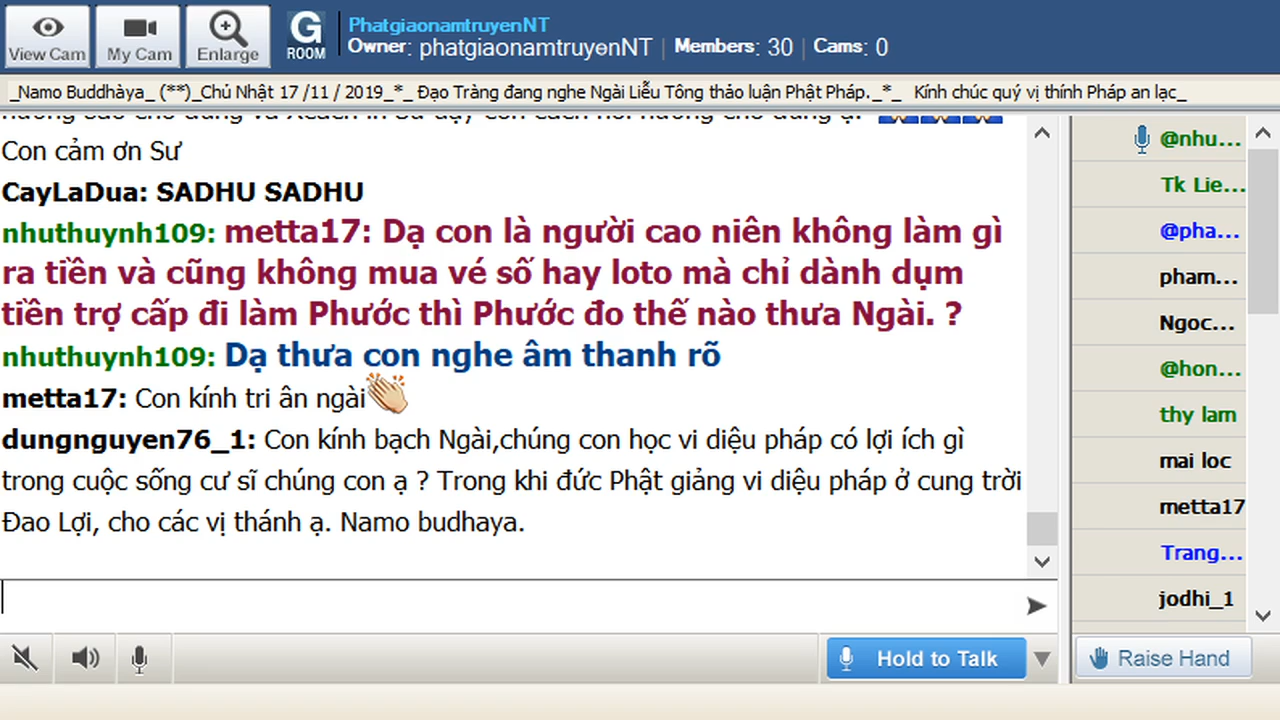 View Cam
My Cam
Enlarge
G
ROOM
PhatgiaonamtruyenNT
Owner: phatgiaonamtruyenNT | Members: 30 | Cams: 0
_Namo Buddhàya_ (**)_Chủ Nhật 17 /11 / 2019_*_ Đạo Tràng đang nghe Ngài Liễu Tông thảo luận Phật Pháp._*_ Kính chúc quý vị thính Pháp an lạc_
Con cảm ơn Sư
CayLaDua: SADHU SADHU
nhuthuynh109: metta17: Dạ con là người cao niên không làm gì
ra tiền và cũng không mua vé số hay loto mà chỉ dành dụm
tiền trợ cấp đi làm Phước thì Phước đo thế nào thưa Ngài. ?
nhuthuynh109: Dạ thưa con nghe âm thanh rõ
metta17: Con kính tri ân ngài
dungnguyen76_1: Con kính bạch Ngài,chúng con học vi diệu pháp có lợi ích gì
trong cuộc sống cư sĩ chúng con ạ ? Trong khi đức Phật giảng vi diệu pháp ở cung trời
Đao Lợi, cho các vị thánh ạ. Namo budhaya.
@nhu...
Tk Lie...
@pha...
pham...
Ngoc...
@hon...
thy lam
mai loc
metta17
Trang...
jodhi_1
Hold to Talk
Raise Hand